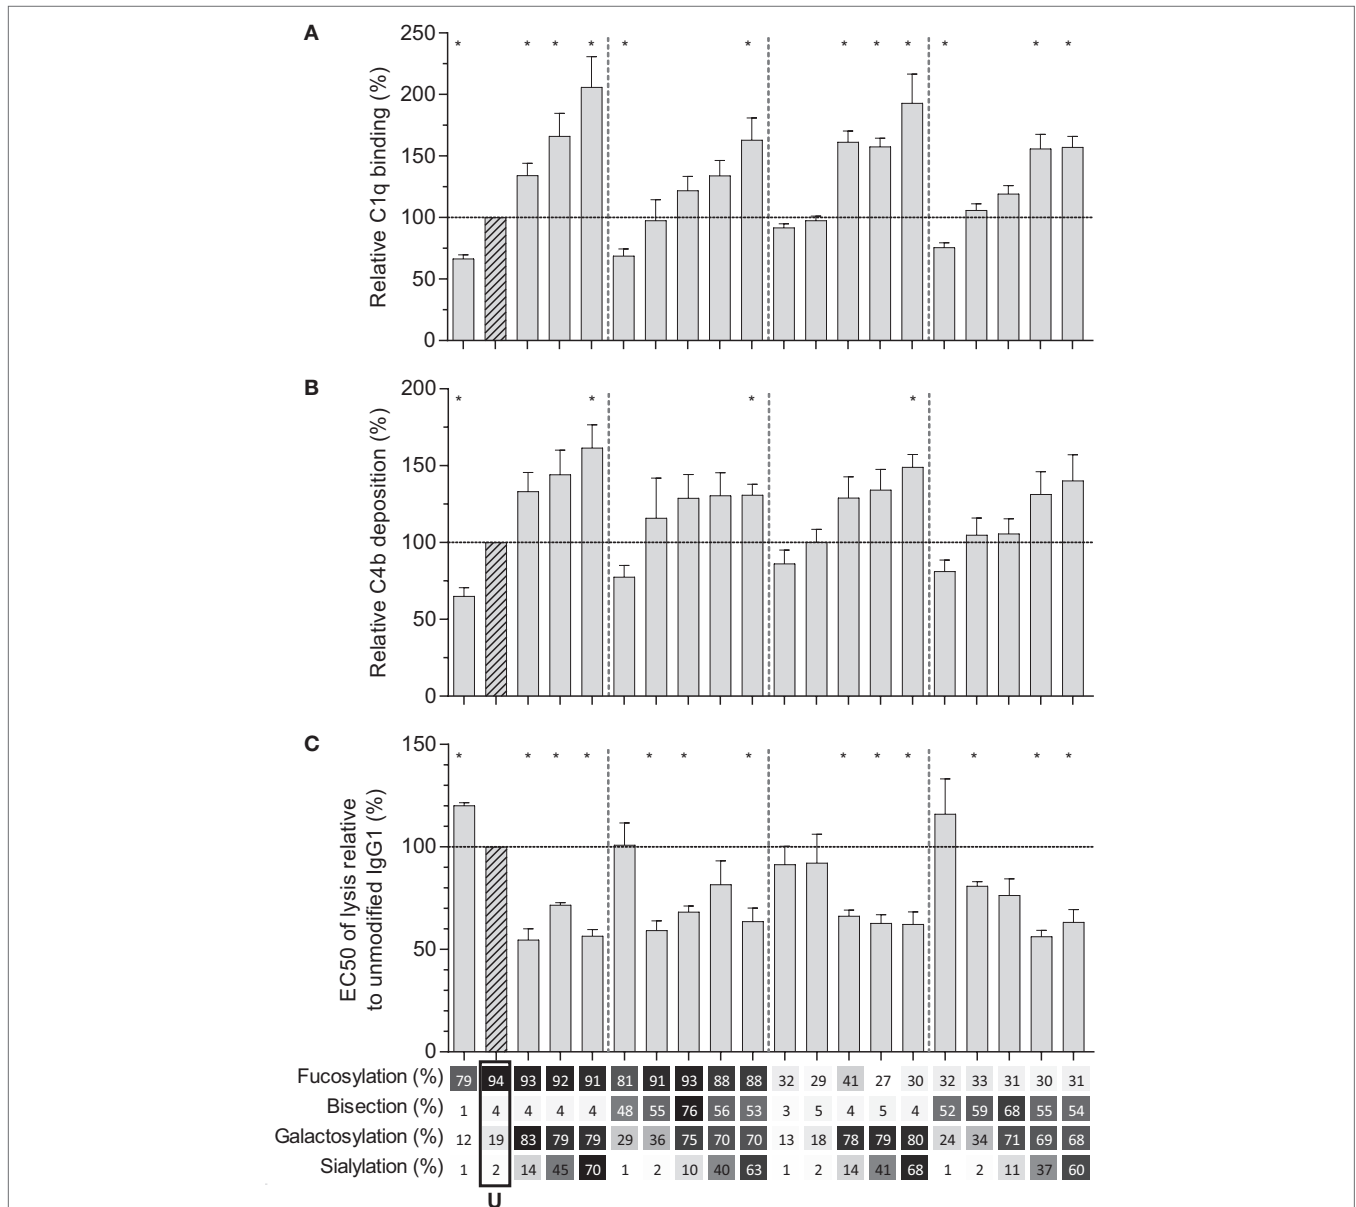 A
250
200
150
100
50
0
Relative C1q binding (%)
* * * * * * * * * * * *
B
200
150
100
50
0
Relative C4b deposition (%)
* * * *
C
150
100
50
0
EC50 of lysis relative
to unmodified IgG1 (%)
* * * * * * * * * * * * *
Fucosylation (%) 79 94 93 92 91 81 91 93 88 88 32 29 41 27 30 32 33 31 30 31
Bisection (%) 1 4 4 4 4 48 55 76 56 53 3 5 4 5 4 52 59 68 55 54
Galactosylation (%) 12 19 83 79 79 29 36 75 70 70 13 18 78 79 80 24 34 71 69 68
Sialylation (%) 1 2 14 45 70 1 2 10 40 63 1 2 14 41 68 1 2 11 37 60
U